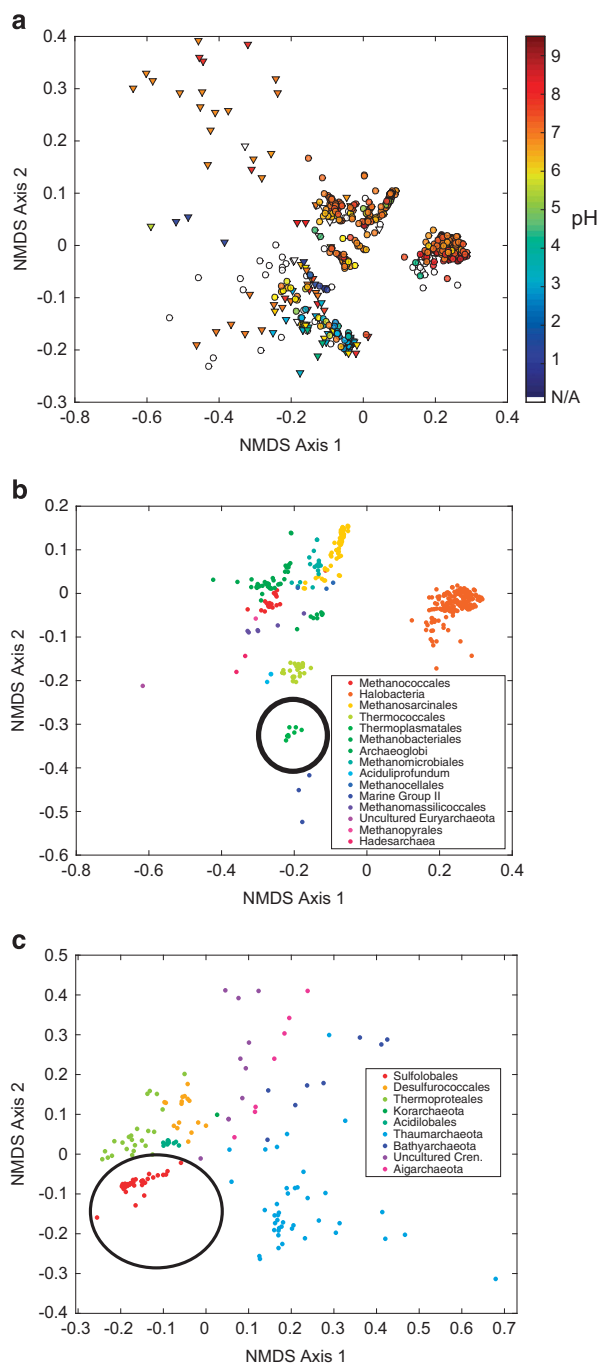 a
0.4
0.3
0.2
0.1
0
-0.1
-0.2
-0.3
NMDS Axis 2
-0.8
-0.6
-0.4
-0.2
0
0.2
0.4
NMDS Axis 1
9
8
7
6
5
4
3
2
1
N/A
pH
b
0.2
0.1
0
-0.1
-0.2
-0.3
-0.4
-0.5
-0.6
NMDS Axis 2
Methanococcales
Halobacteria
Methanosarcinales
Thermococcales
Thermoplasmatales
Methanobacteriales
Archaeoglobi
Methanomicrobiales
Aciduliprofundum
Methanocellales
Marine Group II
Methanomassilicoccales
Uncultured Euryarchaeota
Methanopyrales
Hadesarchaea
-0.8
-0.6
-0.4
-0.2
0
0.2
0.4
NMDS Axis 1
c
0.5
0.4
0.3
0.2
0.1
0
-0.1
-0.2
-0.3
-0.4
NMDS Axis 2
Sulfolobales
Desulfurococcales
Thermoproteales
Korarchaeota
Acidilobales
Thaumarchaeota
Bathyarchaeota
Uncultured Cren.
Aigarchaeota
-0.3
-0.2
-0.1
0
0.1
0.2
0.3
0.4
0.5
0.6
0.7
NMDS Axis 1